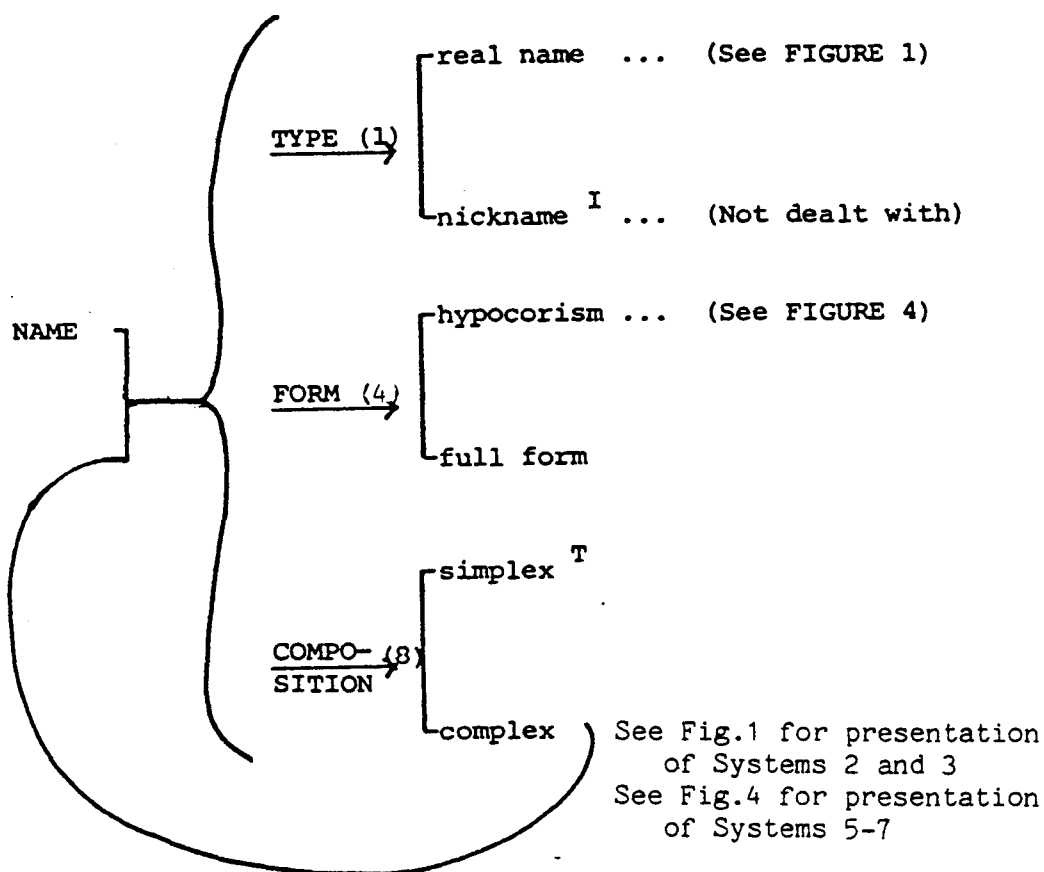 real name ... (See FIGURE 1)
TYPE (1)
nickname I ... (Not dealt with)
hypocorism ... (See FIGURE 4)
NAME
FORM (4)
full form
simplex T
COMPO- (8)
SITION
complex
See Fig.1 for presentation
of Systems 2 and 3
See Fig.4 for presentation
of Systems 5-7